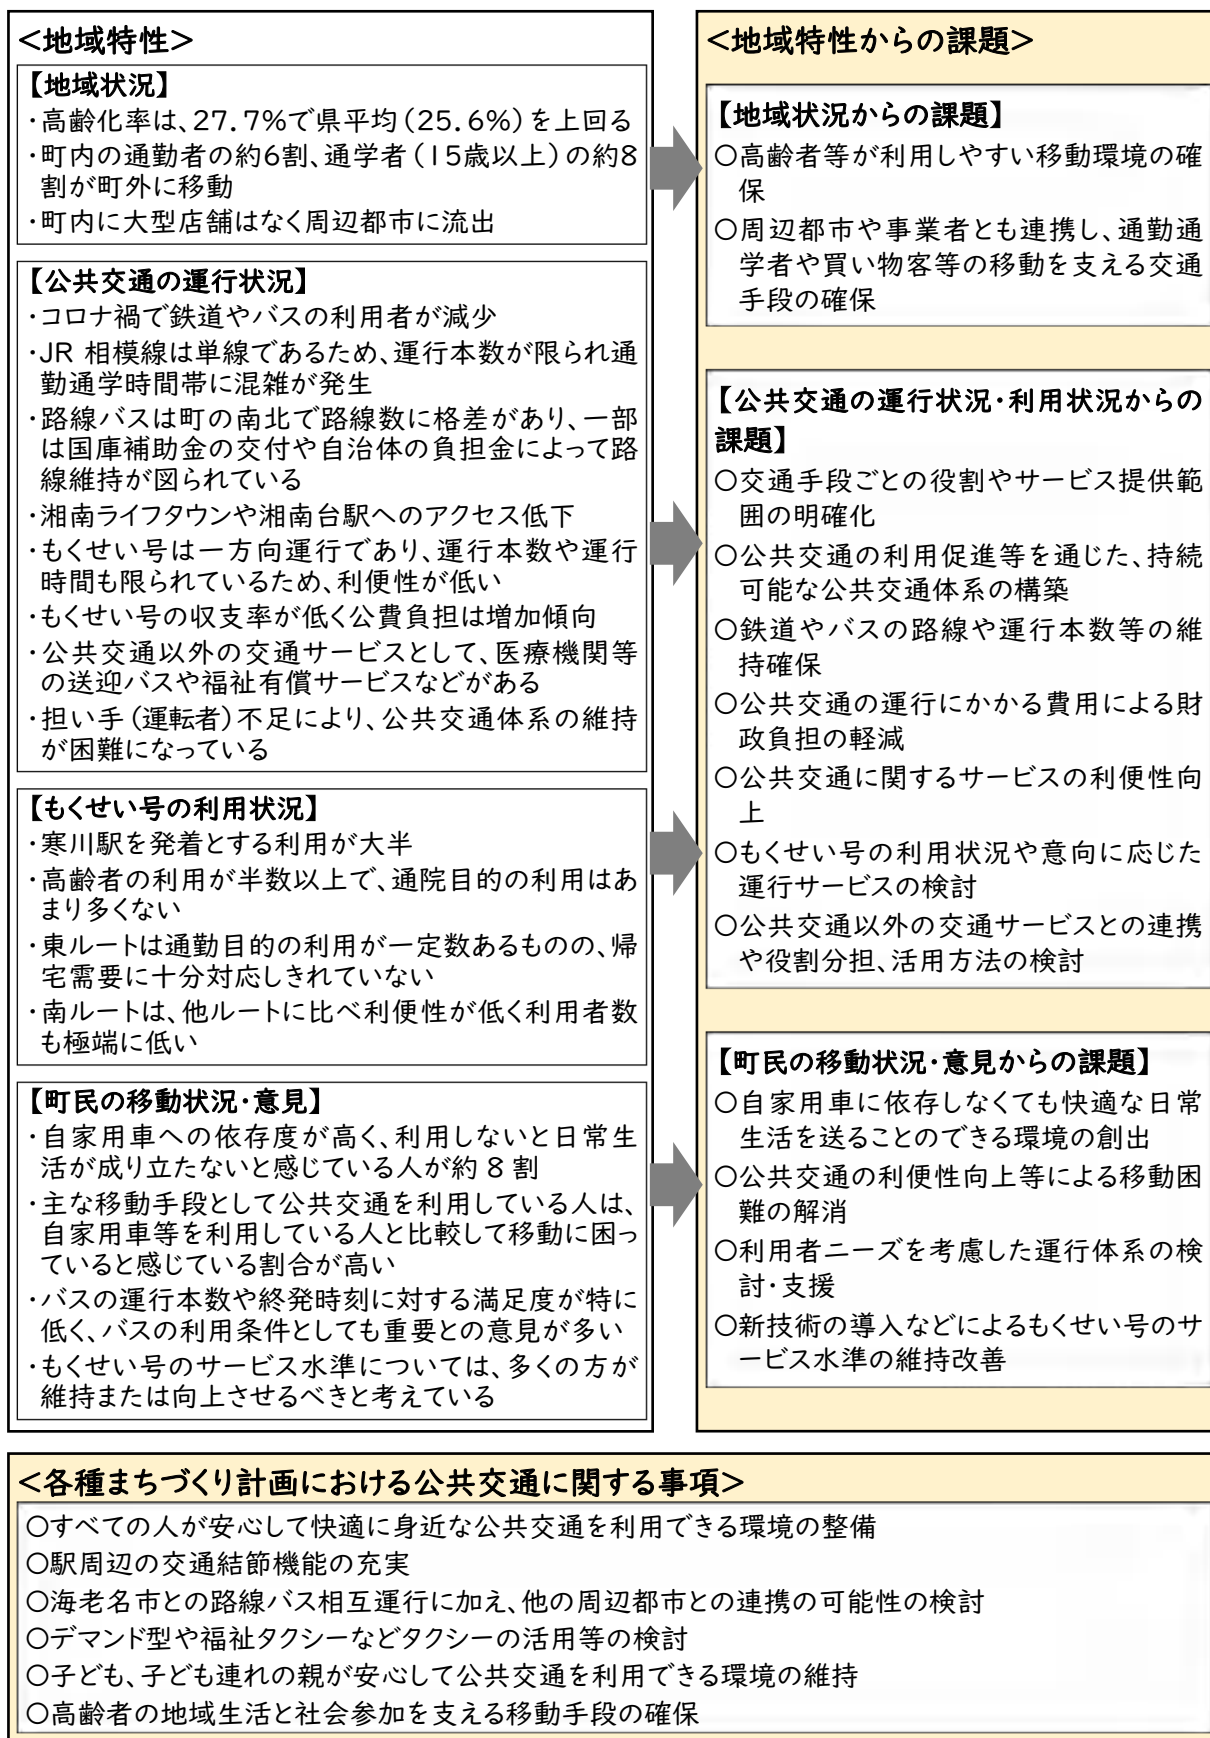 <地域特性>
【地域状況】
・高齢化率は、27.7%で県平均(25.6%)を上回る
・町内の通勤者の約6割、通学者(15歳以上)の約8
割が町外に移動
・町内に大型店舗はなく周辺都市に流出
【公共交通の運行状況】
・コロナ禍で鉄道やバスの利用者が減少
・JR 相模線は単線であるため、運行本数が限られ通
勤通学時間帯に混雑が発生
・路線バスは町の南北で路線数に格差があり、一部
は国庫補助金の交付や自治体の負担金によって路
線維持が図られている
・湘南ライフタウンや湘南台駅へのアクセス低下
・もくせい号は一方向運行であり、運行本数や運行
時間も限られているため、利便性が低い
・もくせい号の収支率が低く公費負担は増加傾向
・公共交通以外の交通サービスとして、医療機関等
の送迎バスや福祉有償サービスなどがある
・担い手(運転者)不足により、公共交通体系の維持
が困難になっている
【もくせい号の利用状況】
・寒川駅を発着とする利用が大半
・高齢者の利用が半数以上で、通院目的の利用はあ
まり多くない
・東ルートは通勤目的の利用が一定数あるものの、帰
宅需要に十分対応しきれていない
・南ルートは、他ルートに比べ利便性が低く利用者数
も極端に低い
【町民の移動状況・意見】
・自家用車への依存度が高く、利用しないと日常生
活が成り立たないと感じている人が約 8 割
・主な移動手段として公共交通を利用している人は、
自家用車等を利用している人と比較して移動に困っ
ていると感じている割合が高い
・バスの運行本数や終発時刻に対する満足度が特に
低く、バスの利用条件としても重要との意見が多い
・もくせい号のサービス水準については、多くの方が
維持または向上させるべきと考えている
<地域特性からの課題>
【地域状況からの課題】
○高齢者等が利用しやすい移動環境の確
保
○周辺都市や事業者とも連携し、通勤通
学者や買い物客等の移動を支える交通
手段の確保
【公共交通の運行状況・利用状況からの
課題】
○交通手段ごとの役割やサービス提供範
囲の明確化
○公共交通の利用促進等を通じた、持続
可能な公共交通体系の構築
○鉄道やバスの路線や運行本数等の維
持確保
○公共交通の運行にかかる費用による財
政負担の軽減
○公共交通に関するサービスの利便性向
上
○もくせい号の利用状況や意向に応じた
運行サービスの検討
○公共交通以外の交通サービスとの連携
や役割分担、活用方法の検討
【町民の移動状況・意見からの課題】
○自家用車に依存しなくても快適な日常
生活を送ることのできる環境の創出
○公共交通の利便性向上等による移動困
難の解消
○利用者ニーズを考慮した運行体系の検
討・支援
○新技術の導入などによるもくせい号のサ
ービス水準の維持改善
<各種まちづくり計画における公共交通に関する事項>
○すべての人が安心して快適に身近な公共交通を利用できる環境の整備
○駅周辺の交通結節機能の充実
○海老名市との路線バス相互運行に加え、他の周辺都市との連携の可能性の検討
○デマンド型や福祉タクシーなどタクシーの活用等の検討
○子ども、子ども連れの親が安心して公共交通を利用できる環境の維持
○高齢者の地域生活と社会参加を支える移動手段の確保